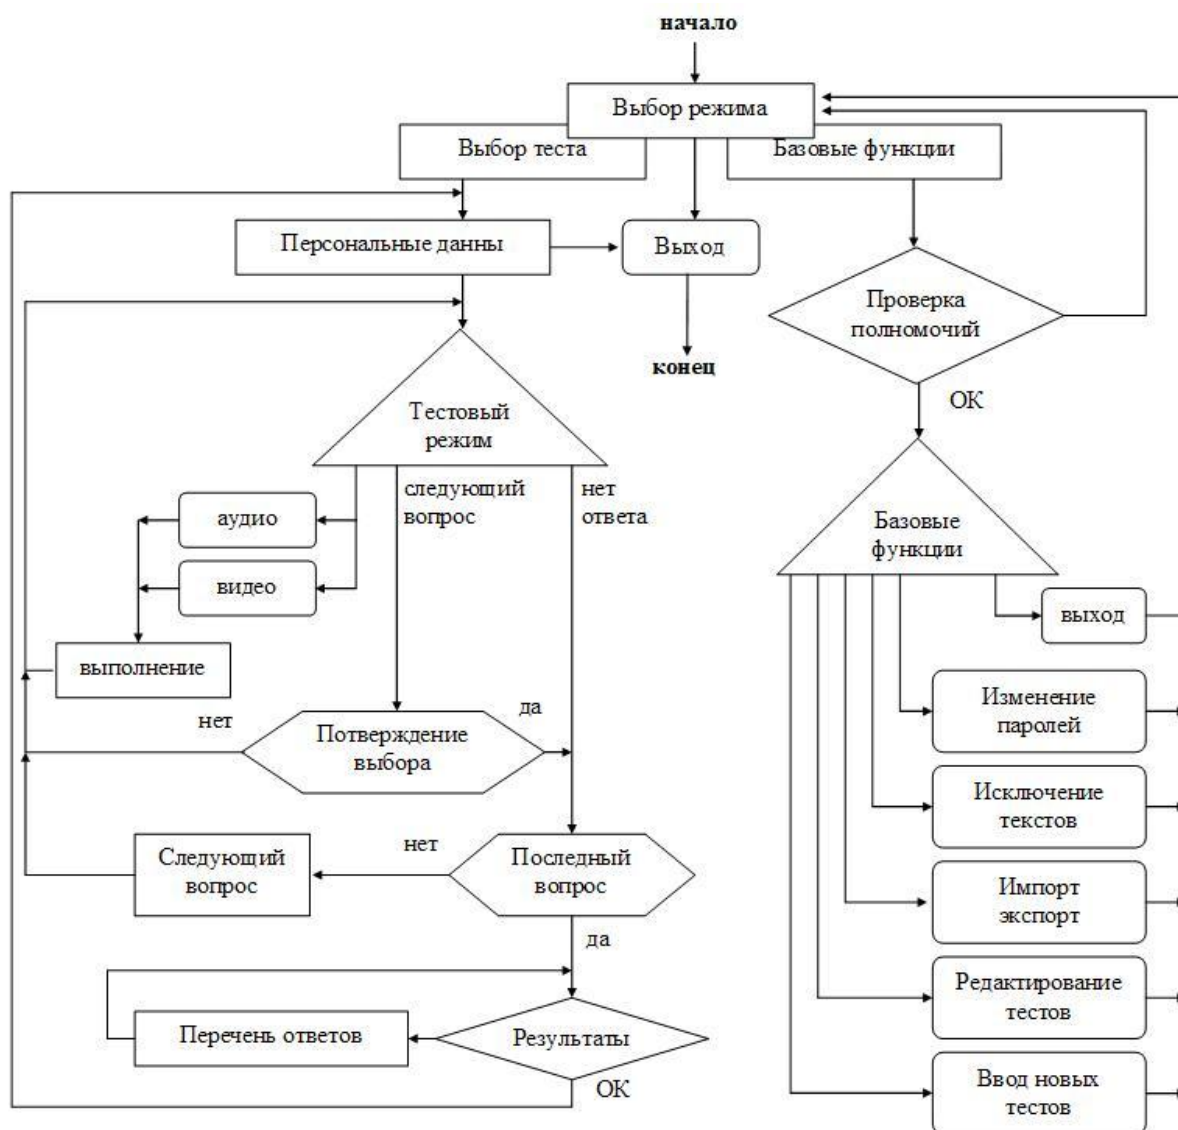 начало
Выбор режима
Выбор теста
Базовые функции
Персональные данны
Выход
Проверка
полномочий
конец
ОК
Тестовый
режим
следующий
вопрос
нет
ответа
аудио
видео
выполнение
Базовые
функции
выход
нет
да
Потверждение
выбора
Изменение
паролей
Исключение
текстов
Следующий
вопрос
нет
Последный
вопрос
Импорт
экспорт
да
Перечень ответов
Результаты
ОК
Редактирование
тестов
Ввод новых
тестов